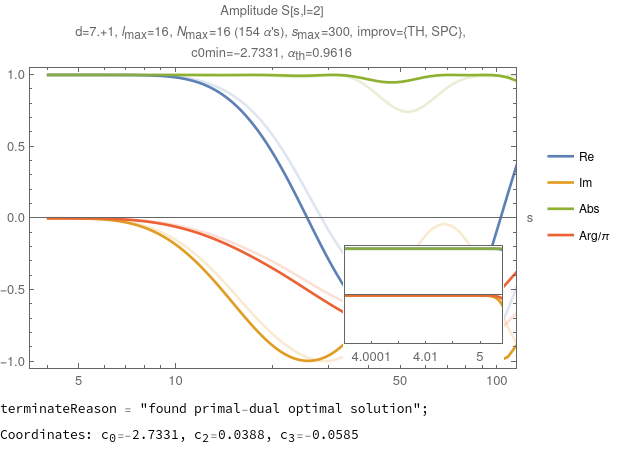 Amplitude S[s,l=2]
d=7.+1, lmax=16, Nmax=16 (154 α's), smax=300, improv={TH, SPC},
c0min=−2.7331, αth=0.9616
1.0
0.5
0.0
−0.5
−1.0
5
10
50
100
s
4.0001
4.01
5
Re
Im
Abs
Arg/π
terminateReason = "found primal-dual optimal solution";
Coordinates: c0=−2.7331, c2=0.0388, c3=−0.0585